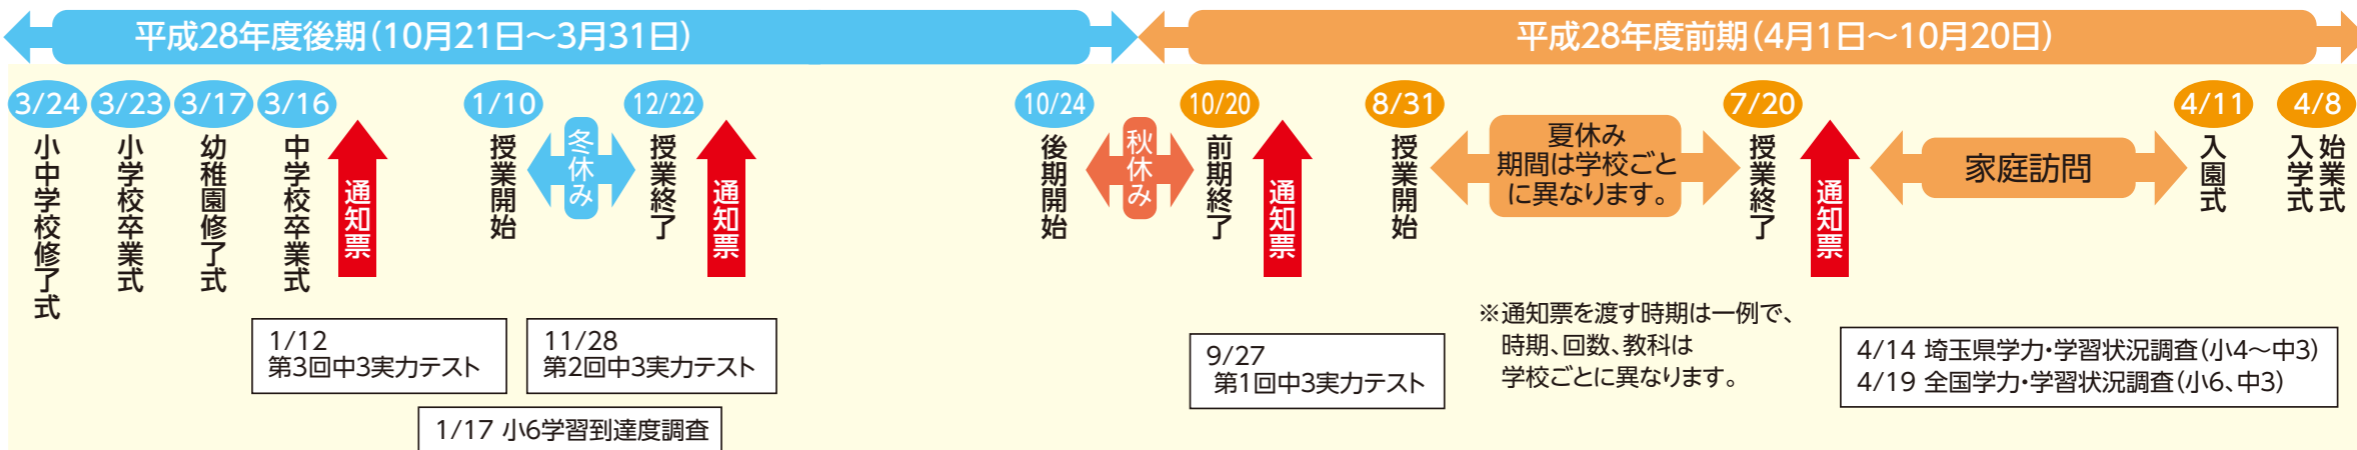 平成28年度後期(10月21日〜3月31日)
平成28年度前期(4月1日〜10月20日)
4/8
始業式
入学式
4/11
入園式
家庭訪問
通知票
7/20
授業終了
夏休み
期間は学校ごと
に異なります。
8/31
授業開始
通知票
10/20
前期終了
秋休み
10/24
後期開始
通知票
12/22
授業終了
冬休み
1/10
授業開始
通知票
3/16
中学校卒業式
3/17
幼稚園修了式
3/23
小学校卒業式
3/24
小中学校修了式
4/14 埼玉県学力・学習状況調査(小4〜中3)
4/19 全国学力・学習状況調査(小6、中3)
※通知票を渡す時期は一例で、
時期、回数、教科は
学校ごとに異なります。
9/27
第1回中3実力テスト
11/28
第2回中3実力テスト
1/12
第3回中3実力テスト
1/17 小6学習到達度調査